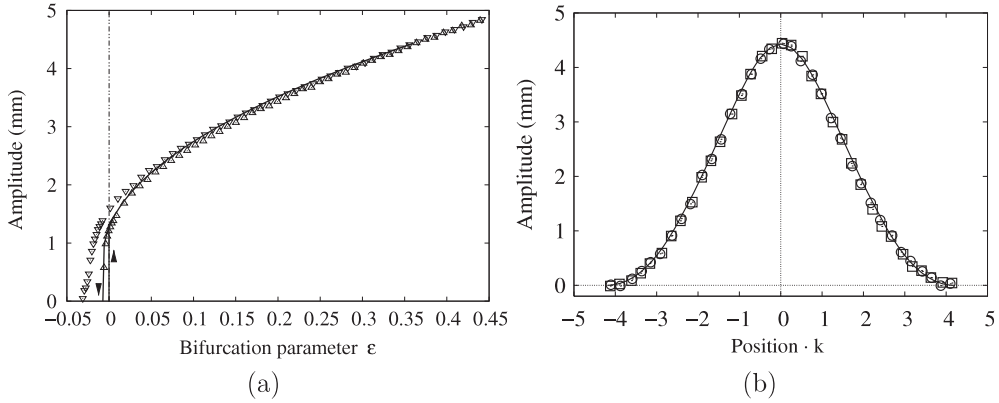 5
4
3
2
1
0
Amplitude (mm)
−0.05 0 0.05 0.1 0.15 0.2 0.25 0.3 0.35 0.4 0.45
Bifurcation parameter ε
(a)
5
4
3
2
1
0
Amplitude (mm)
−5 −4 −3 −2 −1 0 1 2 3 4 5
Position · k
(b)